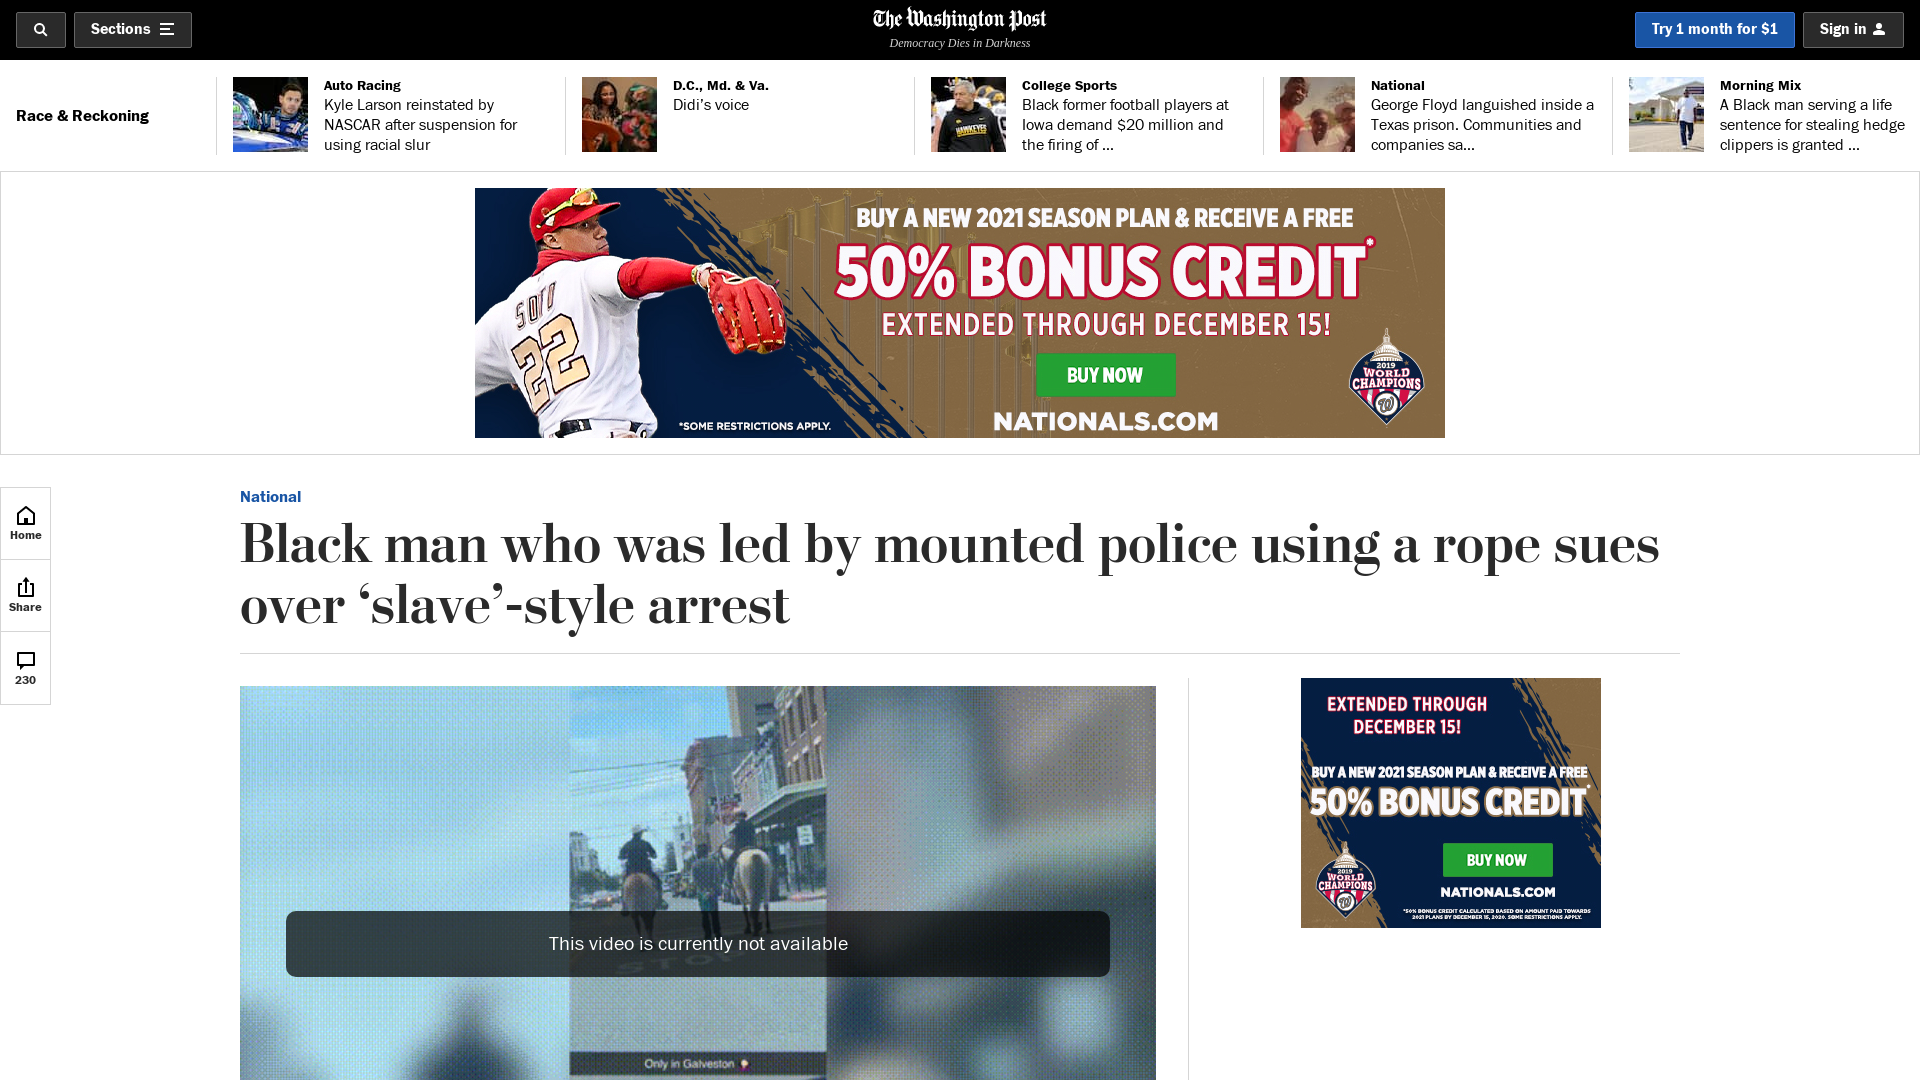 Sections
The Washington Post
Democracy Dies in Darkness
Try 1 month for $1
Sign in
Race & Reckoning
Auto Racing
Kyle Larson reinstated by
NASCAR after suspension for
using racial slur
D.C., Md. & Va.
Didi’s voice
College Sports
Black former football players at
Iowa demand $20 million and
the firing of ...
National
George Floyd languished inside a
Texas prison. Communities and
companies sa...
Morning Mix
A Black man serving a life
sentence for stealing hedge
clippers is granted ...
HAWKEYES
BUY A NEW 2021 SEASON PLAN & RECEIVE A FREE
50% BONUS CREDIT*
EXTENDED THROUGH DECEMBER 15!
BUY NOW
NATIONALS.COM
*SOME RESTRICTIONS APPLY.
SOTO
22
2019
WORLD
CHAMPIONS
W
Home
Share
230
National
Black man who was led by mounted police using a rope sues
over ‘slave’-style arrest
This video is currently not available
STOP
Only in Galveston
EXTENDED THROUGH
DECEMBER 15!
BUY A NEW 2021 SEASON PLAN & RECEIVE A FREE
50% BONUS CREDIT*
BUY NOW
NATIONALS.COM
2019
WORLD
CHAMPIONS
W
*50% BONUS CREDIT CALCULATED BASED ON AMOUNT PAID TOWARDS
2021 PLANS BY DECEMBER 15, 2020. SOME RESTRICTIONS APPLY.